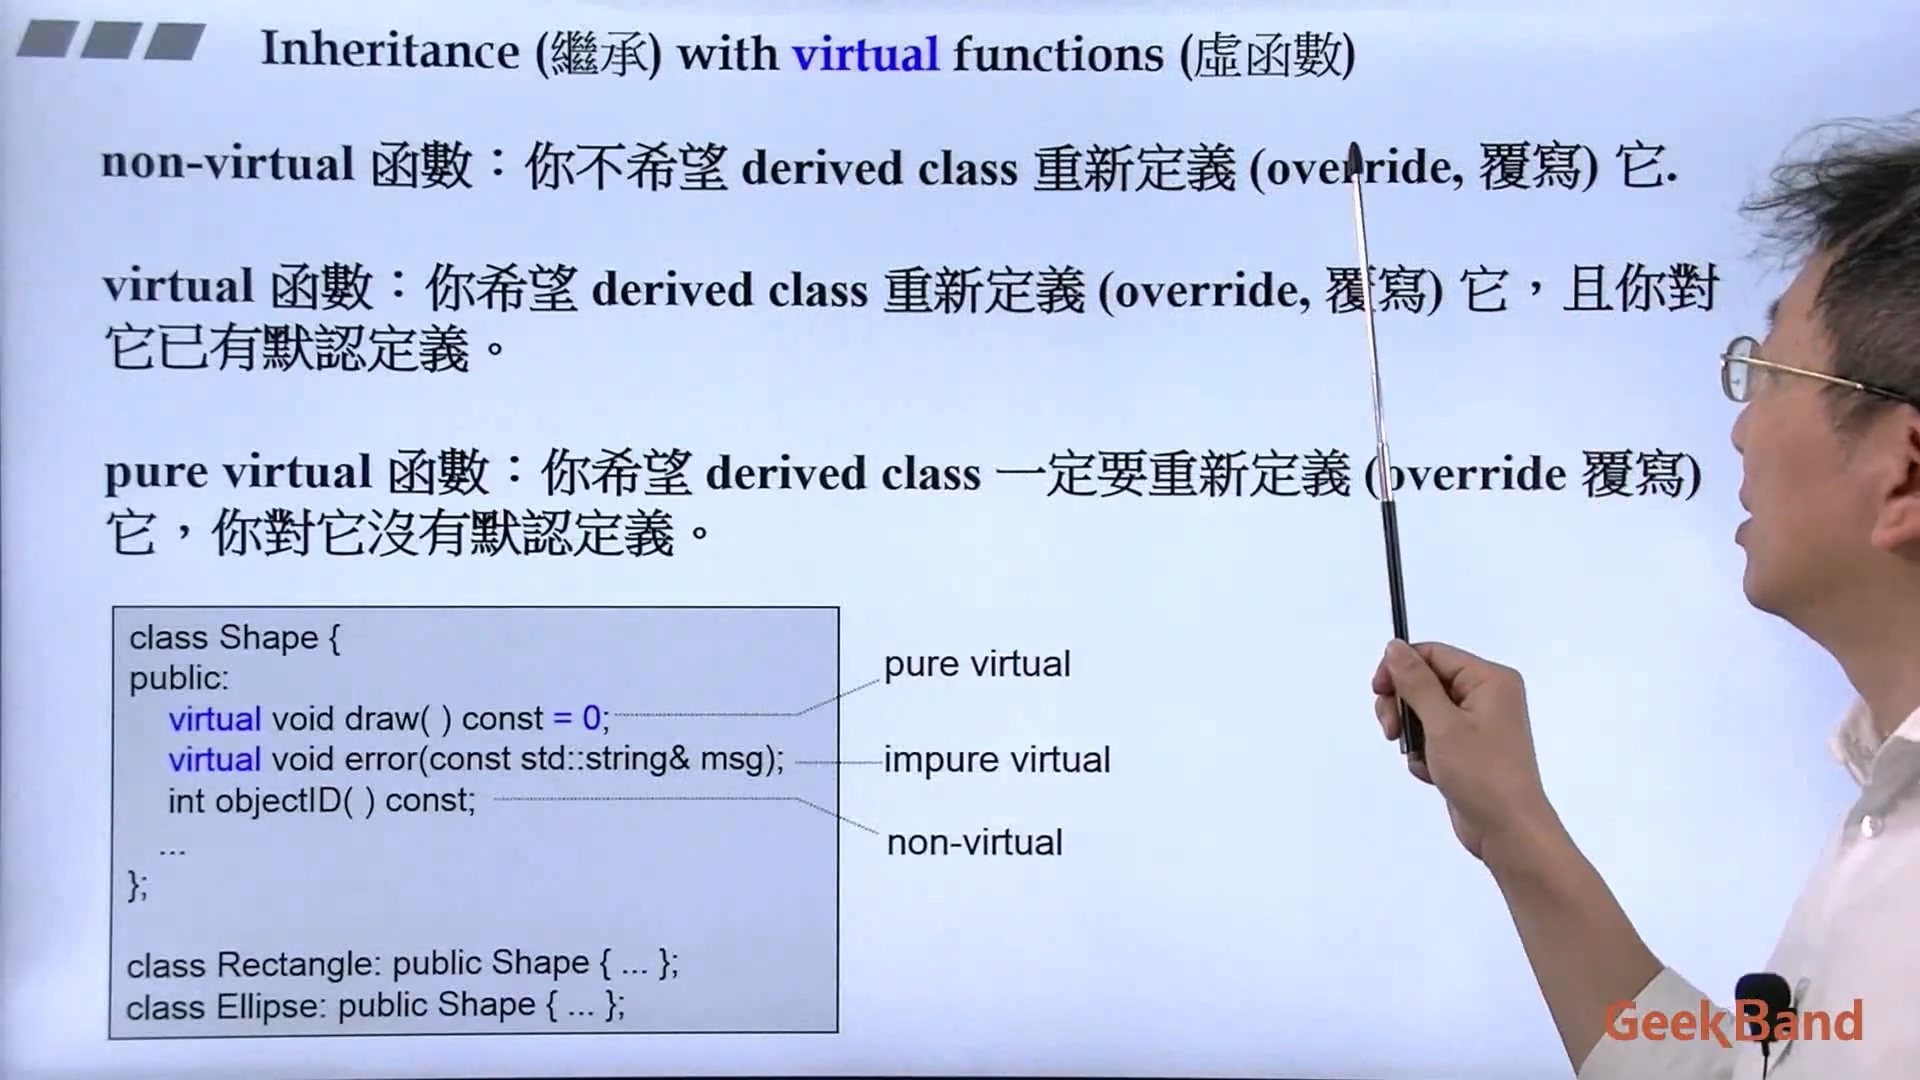 Inheritance (繼承) with virtual functions (虛函數)
non-virtual 函數：你不希望 derived class 重新定義 (override, 覆寫) 它.
virtual 函數：你希望 derived class 重新定義 (override, 覆寫) 它，且你對
它已有默認定義。
pure virtual 函數：你希望 derived class 一定要重新定義 (override 覆寫)
它，你對它沒有默認定義。
class Shape {
public:
virtual void draw( ) const = 0;
pure virtual
virtual void error(const std::string& msg);
impure virtual
int objectID( ) const;
non-virtual
...
};
class Rectangle: public Shape { ... };
class Ellipse: public Shape { ... };
GeekBand